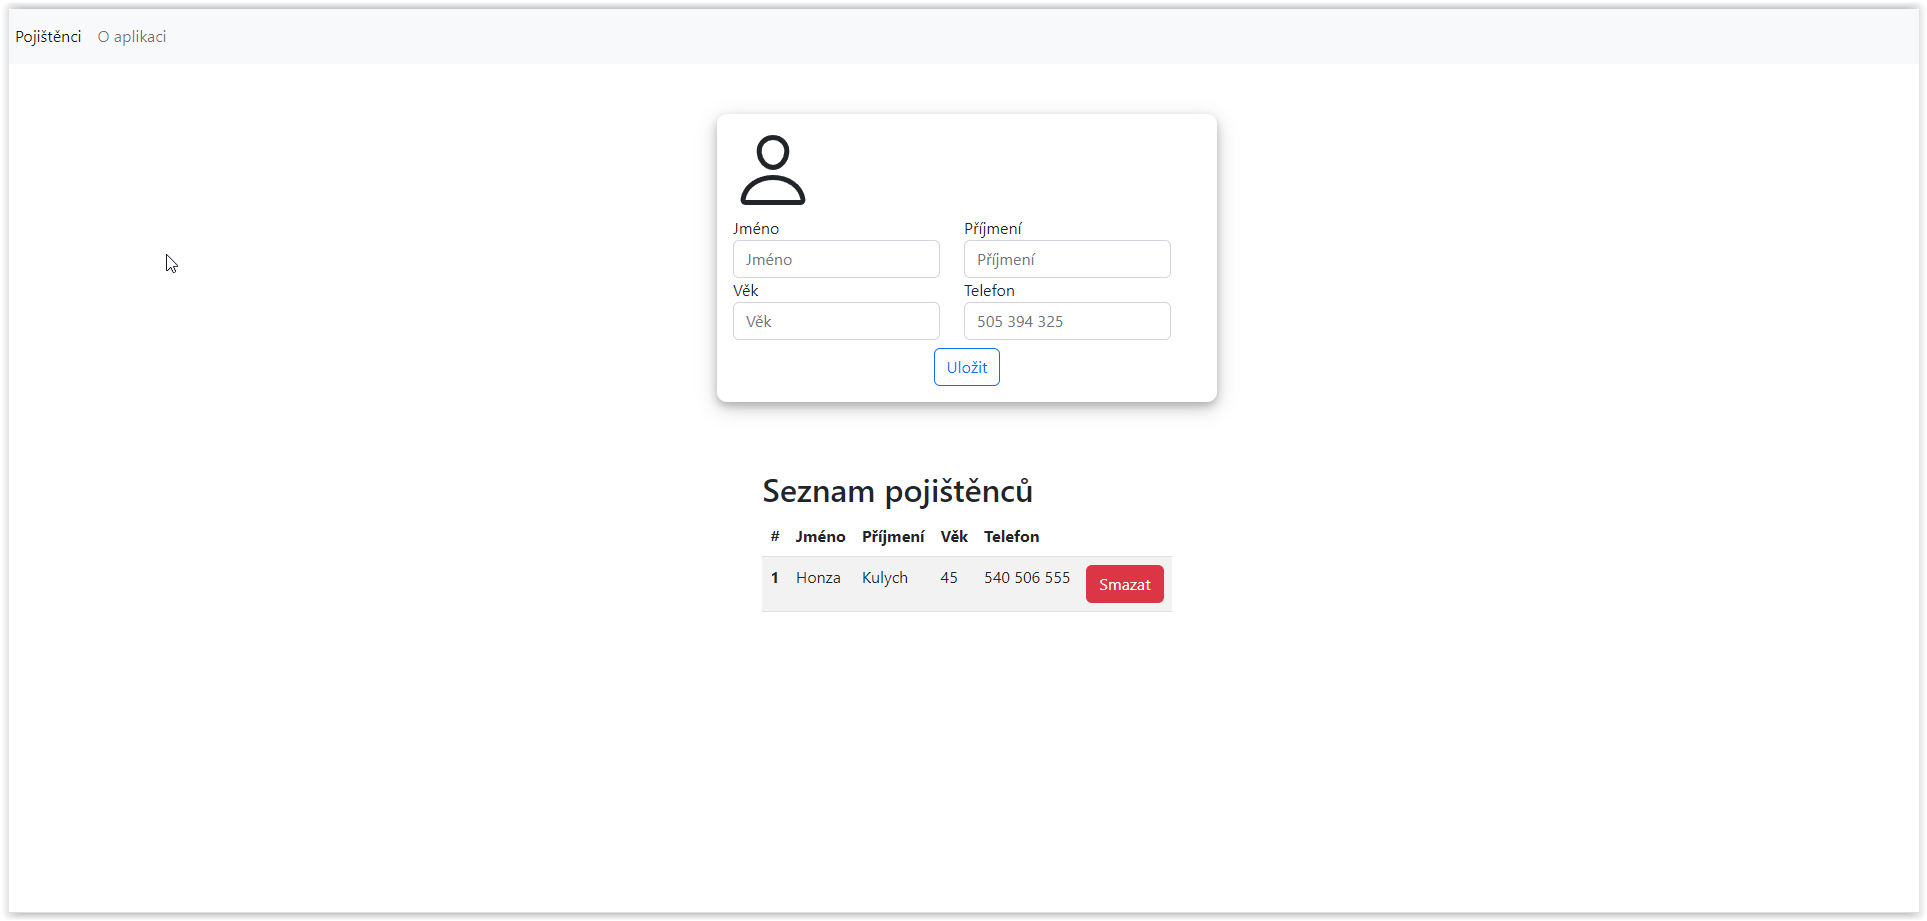 Pojištěnci O aplikaci
Jméno Příjmení
Jméno Příjmení
Věk Telefon
Věk 505 394 325
Uložit
Seznam pojištěnců
# Jméno Příjmení Věk Telefon
1 Honza Kulych 45 540 506 555 Smazat